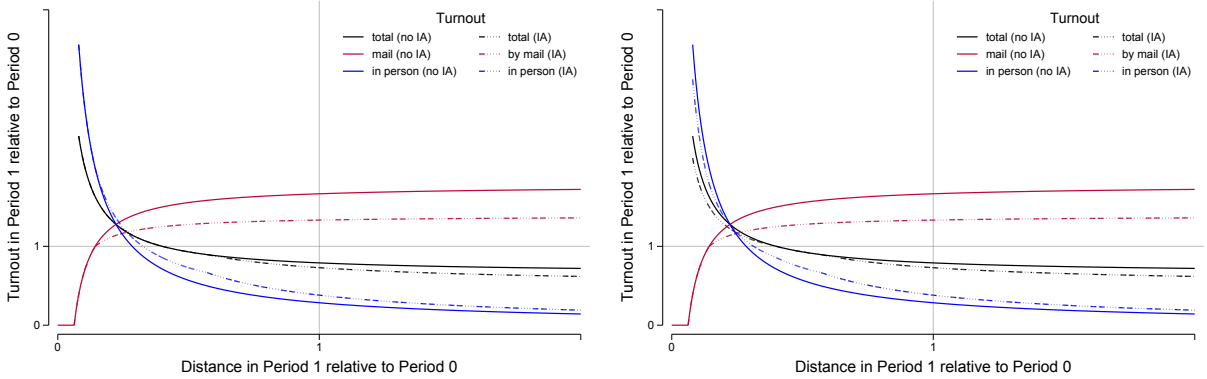 Turnout in Period 1 relative to Period 0
Turnout
total (no IA) total (IA)
mail (no IA) by mail (IA)
in person (no IA) in person (IA)
1
0
0 1
Distance in Period 1 relative to Period 0
Turnout in Period 1 relative to Period 0
Turnout
total (no IA) total (IA)
mail (no IA) by mail (IA)
in person (no IA) in person (IA)
1
0
0 1
Distance in Period 1 relative to Period 0